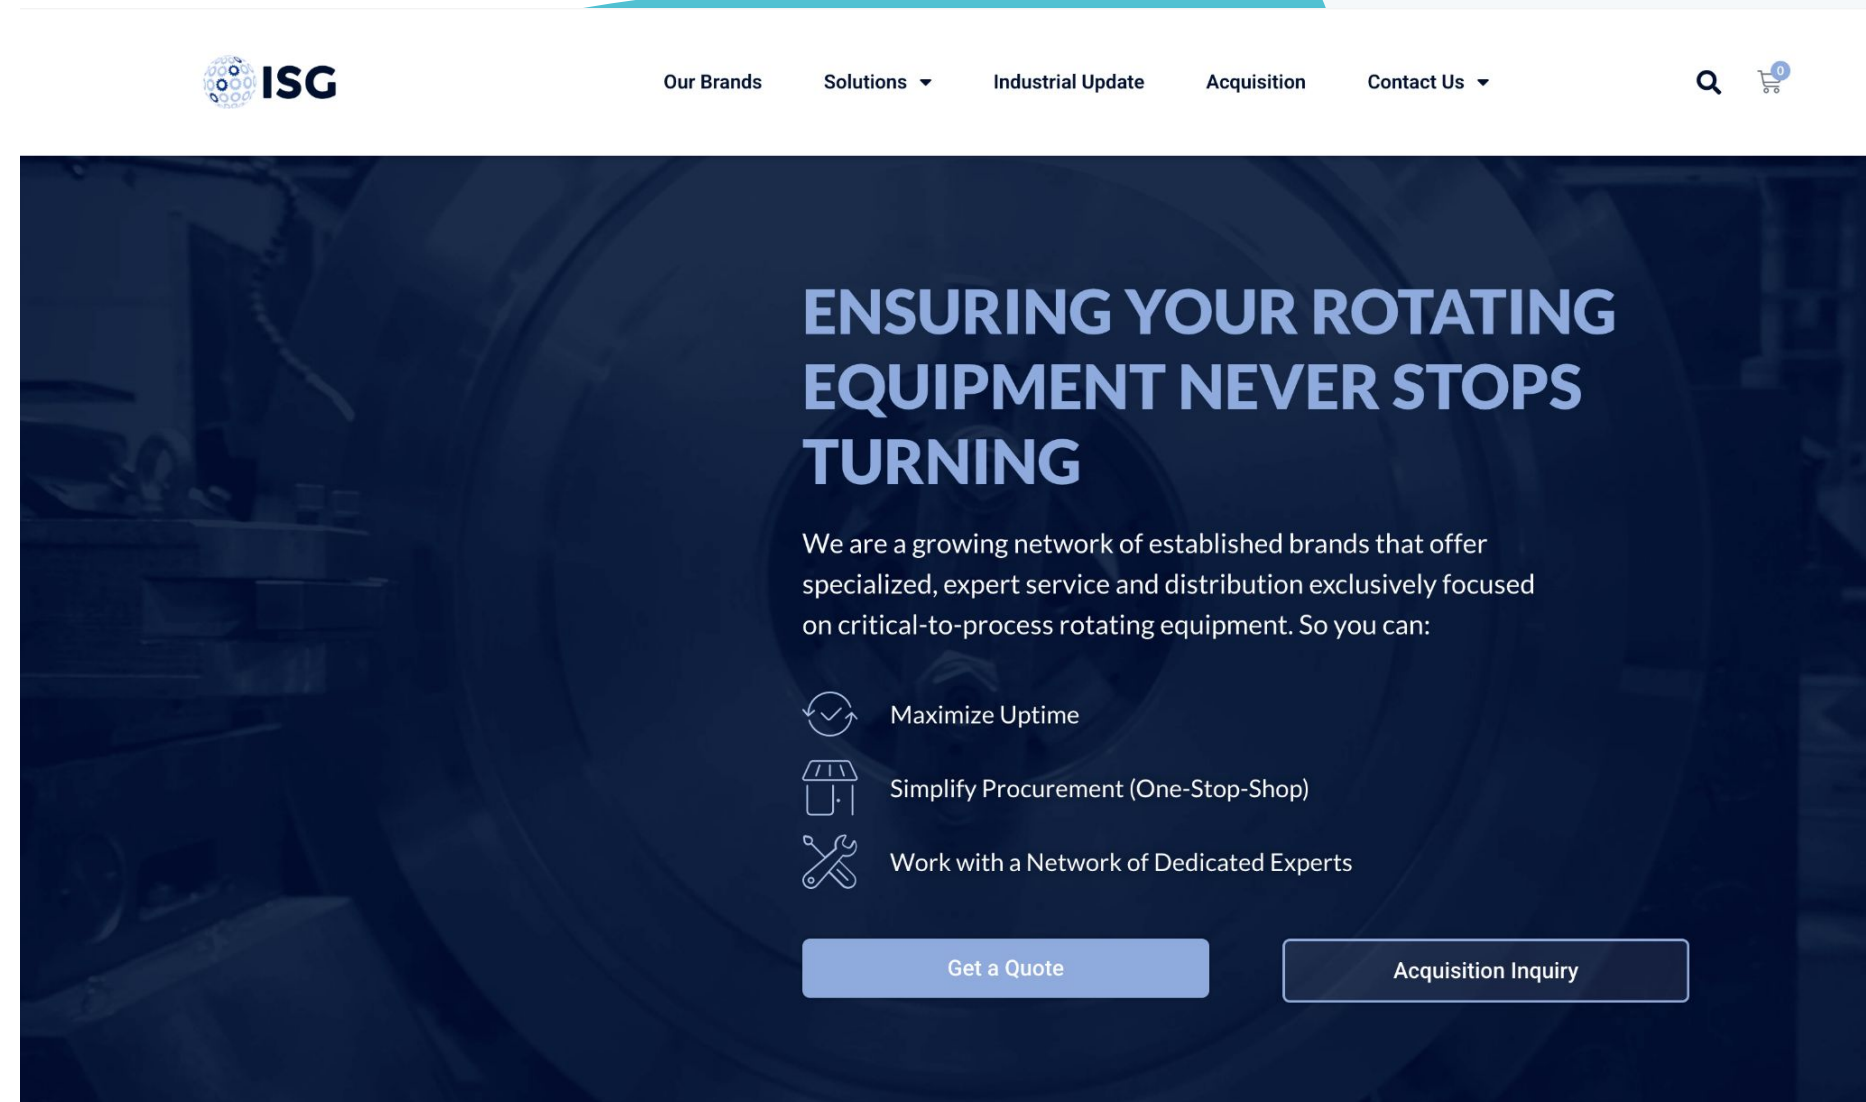 ISG
Our Brands
Solutions
Industrial Update
Acquisition
Contact Us
0
ENSURING YOUR ROTATING
EQUIPMENT NEVER STOPS
TURNING
We are a growing network of established brands that offer
specialized, expert service and distribution exclusively focused
on critical-to-process rotating equipment. So you can:
Maximize Uptime
Simplify Procurement (One-Stop-Shop)
Work with a Network of Dedicated Experts
Get a Quote
Acquisition Inquiry